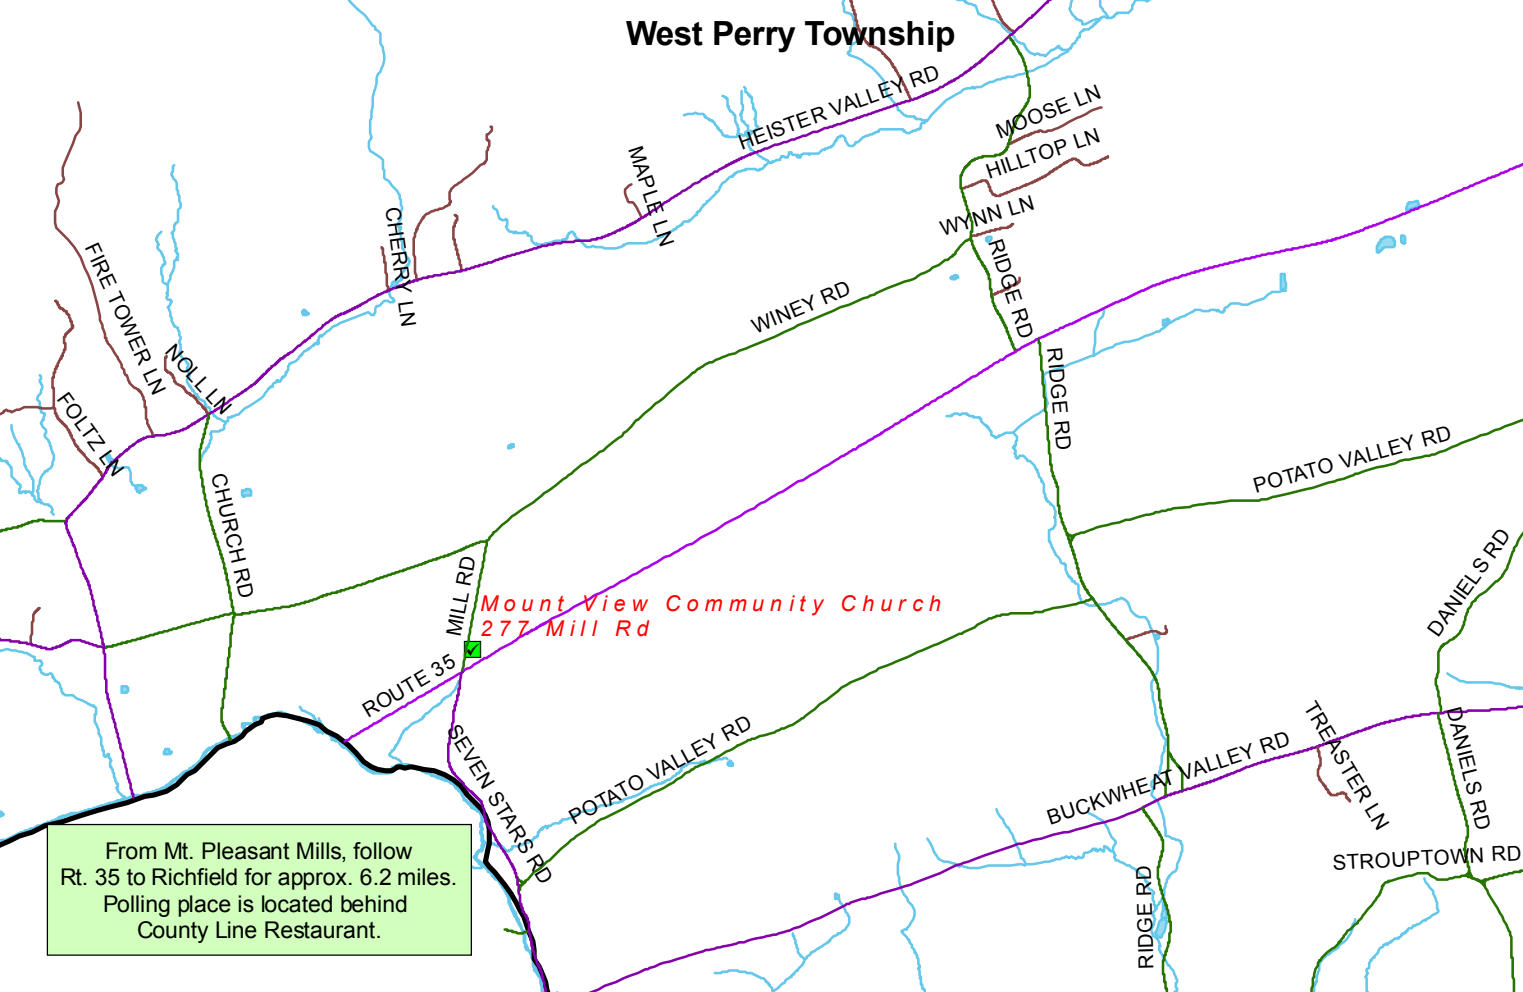 West Perry Township
HEISTER VALLEY RD
MOOSE LN
HILLTOP LN
MAPLE LN
WYNN LN
CHERRY LN
FIRE TOWER LN
RIDGE RD
WINEY RD
NOLL LN
RIDGE RD
FOLTZ LN
POTATO VALLEY RD
CHURCH RD
DANIELS RD
MILL RD
Mount View Community Church
277 Mill Rd
ROUTE 35
SEVEN STARS RD
POTATO VALLEY RD
TREASTER LN
DANIELS RD
BUCKWHEAT VALLEY RD
STROUPTOWN RD
RIDGE RD
From Mt. Pleasant Mills, follow
Rt. 35 to Richfield for approx. 6.2 miles.
Polling place is located behind
County Line Restaurant.